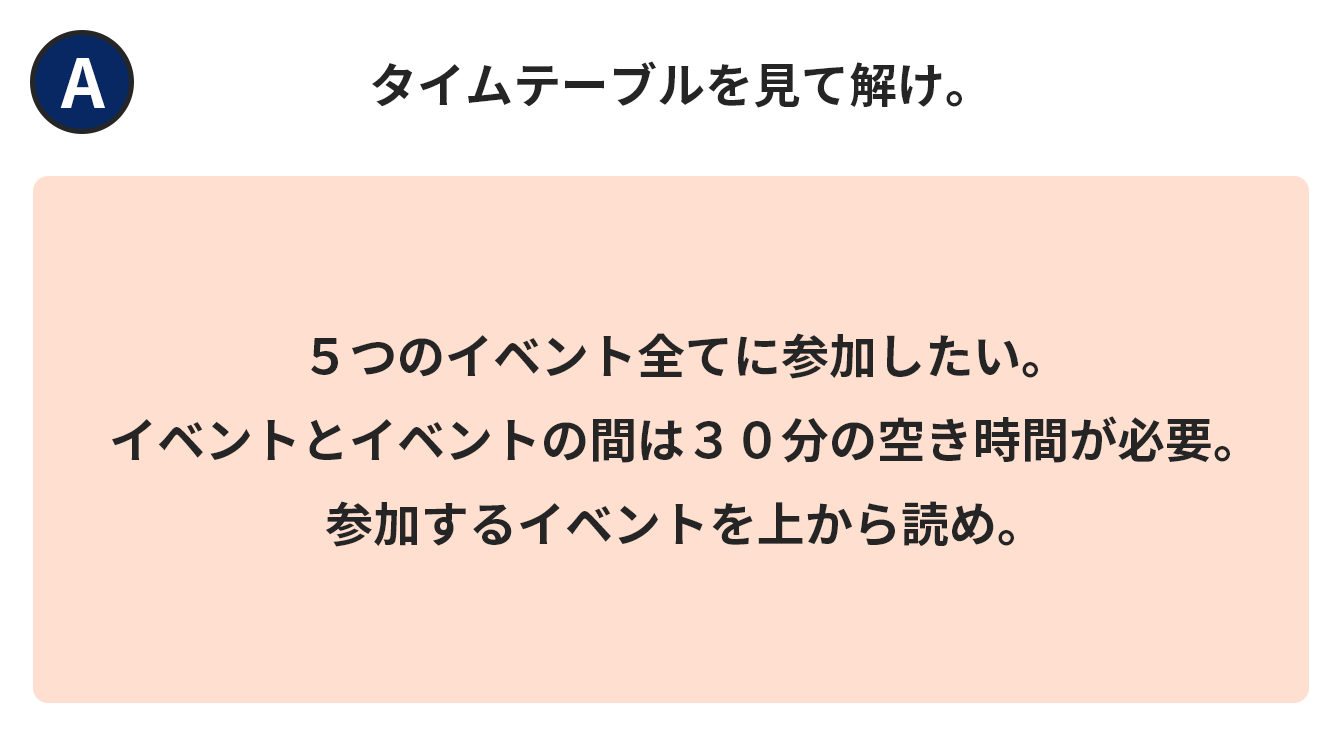 A
タイムテーブルを見て解け。
５つのイベント全てに参加したい。
イベントとイベントの間は３０分の空き時間が必要。
参加するイベントを上から読め。